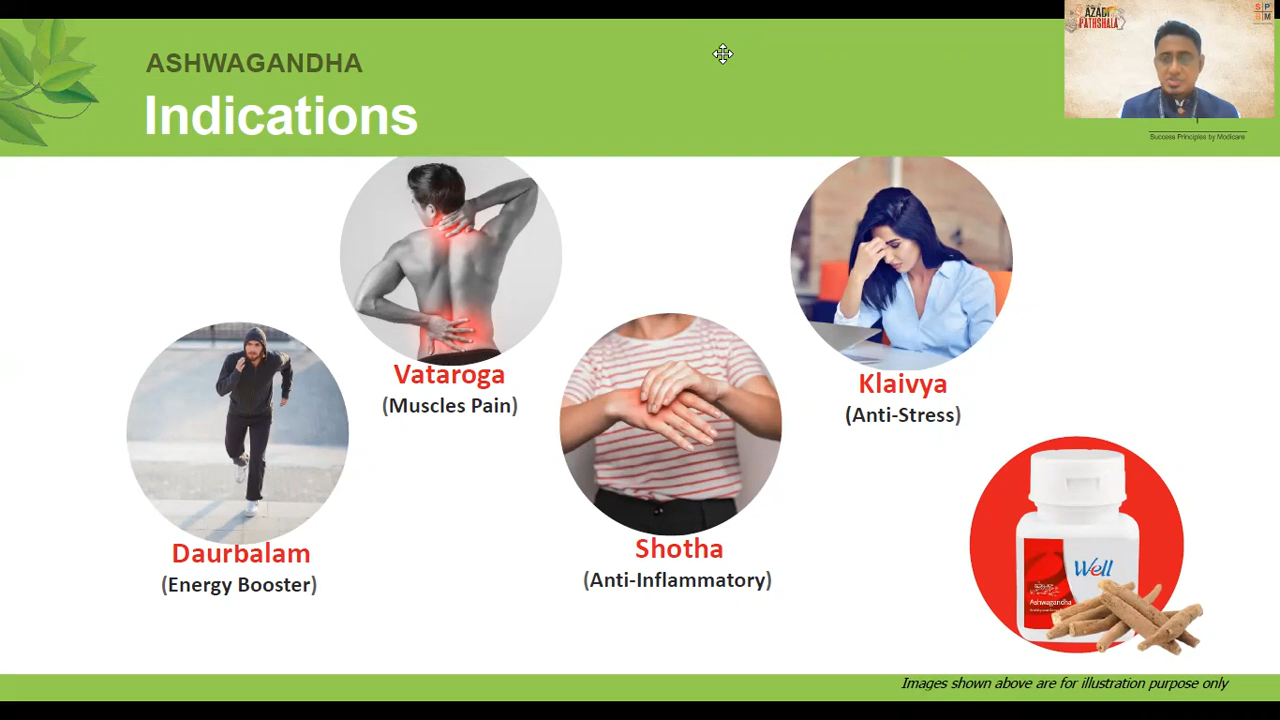 ASHWAGANDHA
Indications
AZADI
PATHSHALA
S P
B M
Success Principles by Modicare
Vataroga
(Muscles Pain)
Klaivya
(Anti-Stress)
Daurbalam
(Energy Booster)
Shotha
(Anti-Inflammatory)
Well
Ashwagandha
Images shown above are for illustration purpose only